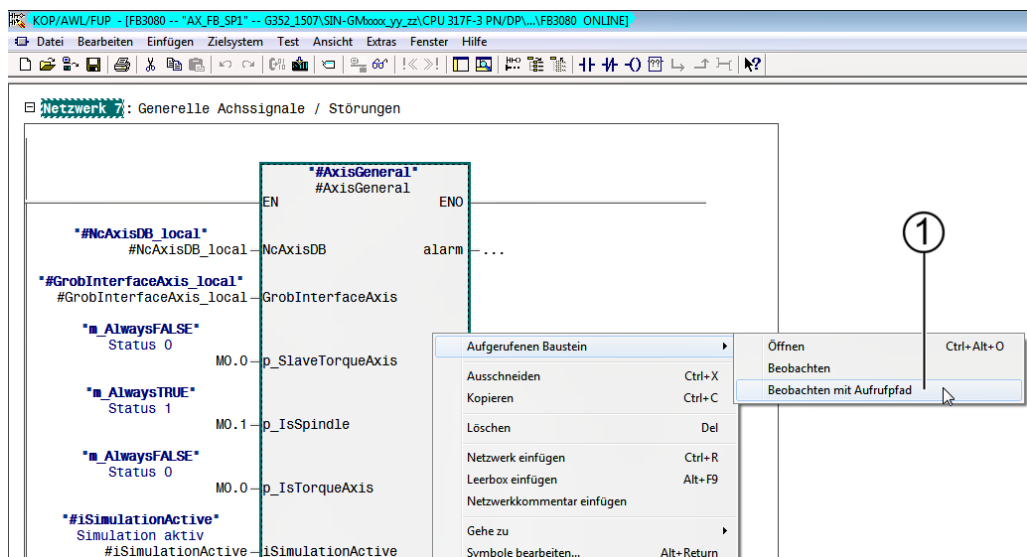 KOP/AWL/FUP - [FB3080 -- "AX_FB_SP1" -- G352_1507\SIN-GMxxxx_yy_zz\CPU 317F-3 PN/DP\...\FB3080 ONLINE]
Datei Bearbeiten Einfügen Zielsystem Test Ansicht Extras Fenster Hilfe
Netzwerk 7: Generelle Achssignale / Störungen
"#AxisGeneral"
#AxisGeneral
EN ENO
"#NcAxisDB_local"
#NcAxisDB_local NcAxisDB alarm ...
"#GrobInterfaceAxis_local"
#GrobInterfaceAxis_local GrobInterfaceAxis
"m_AlwaysFALSE"
Status 0
M0.0 p_SlaveTorqueAxis
"m_AlwaysTRUE"
Status 1
M0.1 p_IsSpindle
"m_AlwaysFALSE"
Status 0
M0.0 p_IsTorqueAxis
"#iSimulationActive"
Simulation aktiv
#iSimulationActive iSimulationActive
1
Aufgerufenen Baustein
Ausschneiden Ctrl+X
Kopieren Ctrl+C
Löschen Del
Netzwerk einfügen Ctrl+R
Leerbox einfügen Alt+F9
Netzwerkkommentar einfügen
Gehe zu
Symbole bearbeiten... Alt+Return
Öffnen Ctrl+Alt+O
Beobachten
Beobachten mit Aufrufpfad